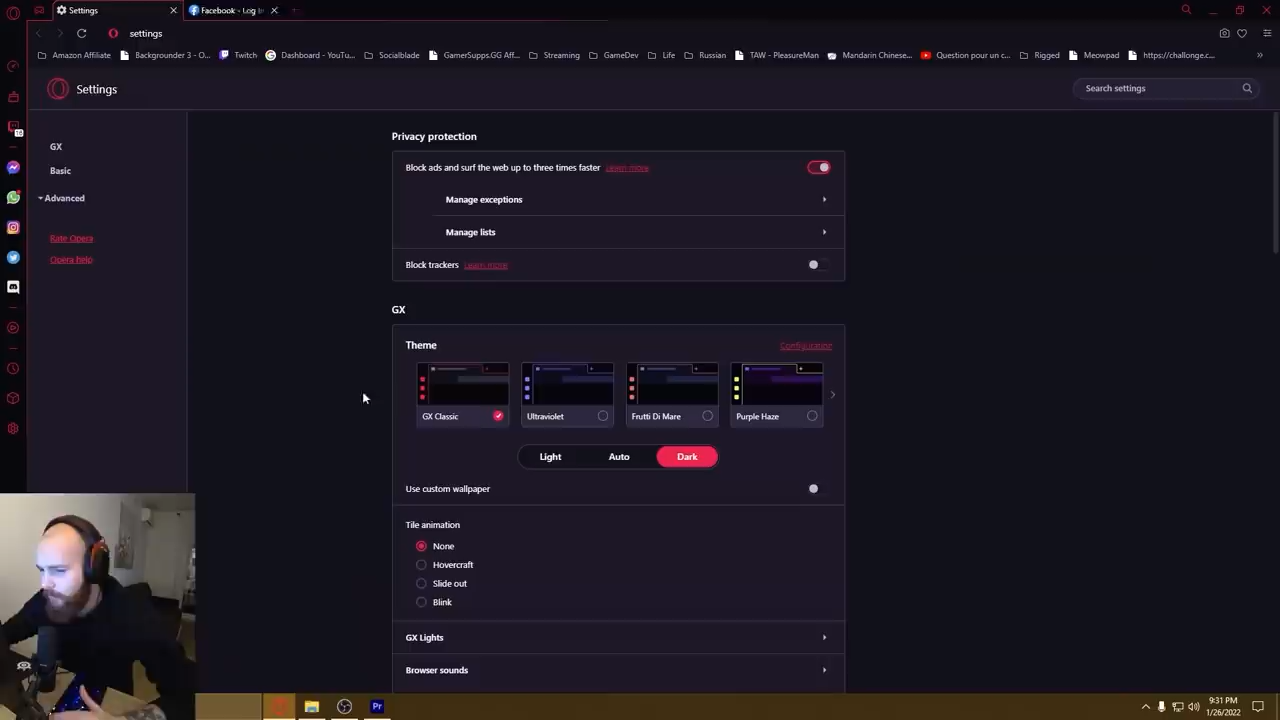 Settings
Facebook - Log In
settings
Amazon Affiliate
Backgrounder 3 - O...
Twitch
Dashboard - YouTu...
Socialblade
GamerSupps.GG Aff...
Streaming
GameDev
Life
Russian
TAW - PleasureMan
Mandarin Chinese...
Question pour un c...
Rigged
Meowpad
https://challonge.c...
Settings
Search settings
GX
Basic
Advanced
Rate Opera
Opera help
18
Privacy protection
Block ads and surf the web up to three times faster Learn more
Manage exceptions
Manage lists
Block trackers Learn more
GX
Theme
Configuration
GX Classic
Ultraviolet
Frutti Di Mare
Purple Haze
Light
Auto
Dark
Use custom wallpaper
Tile animation
None
Hovercraft
Slide out
Blink
GX Lights
Browser sounds
Pr
9:31 PM
1/26/2022